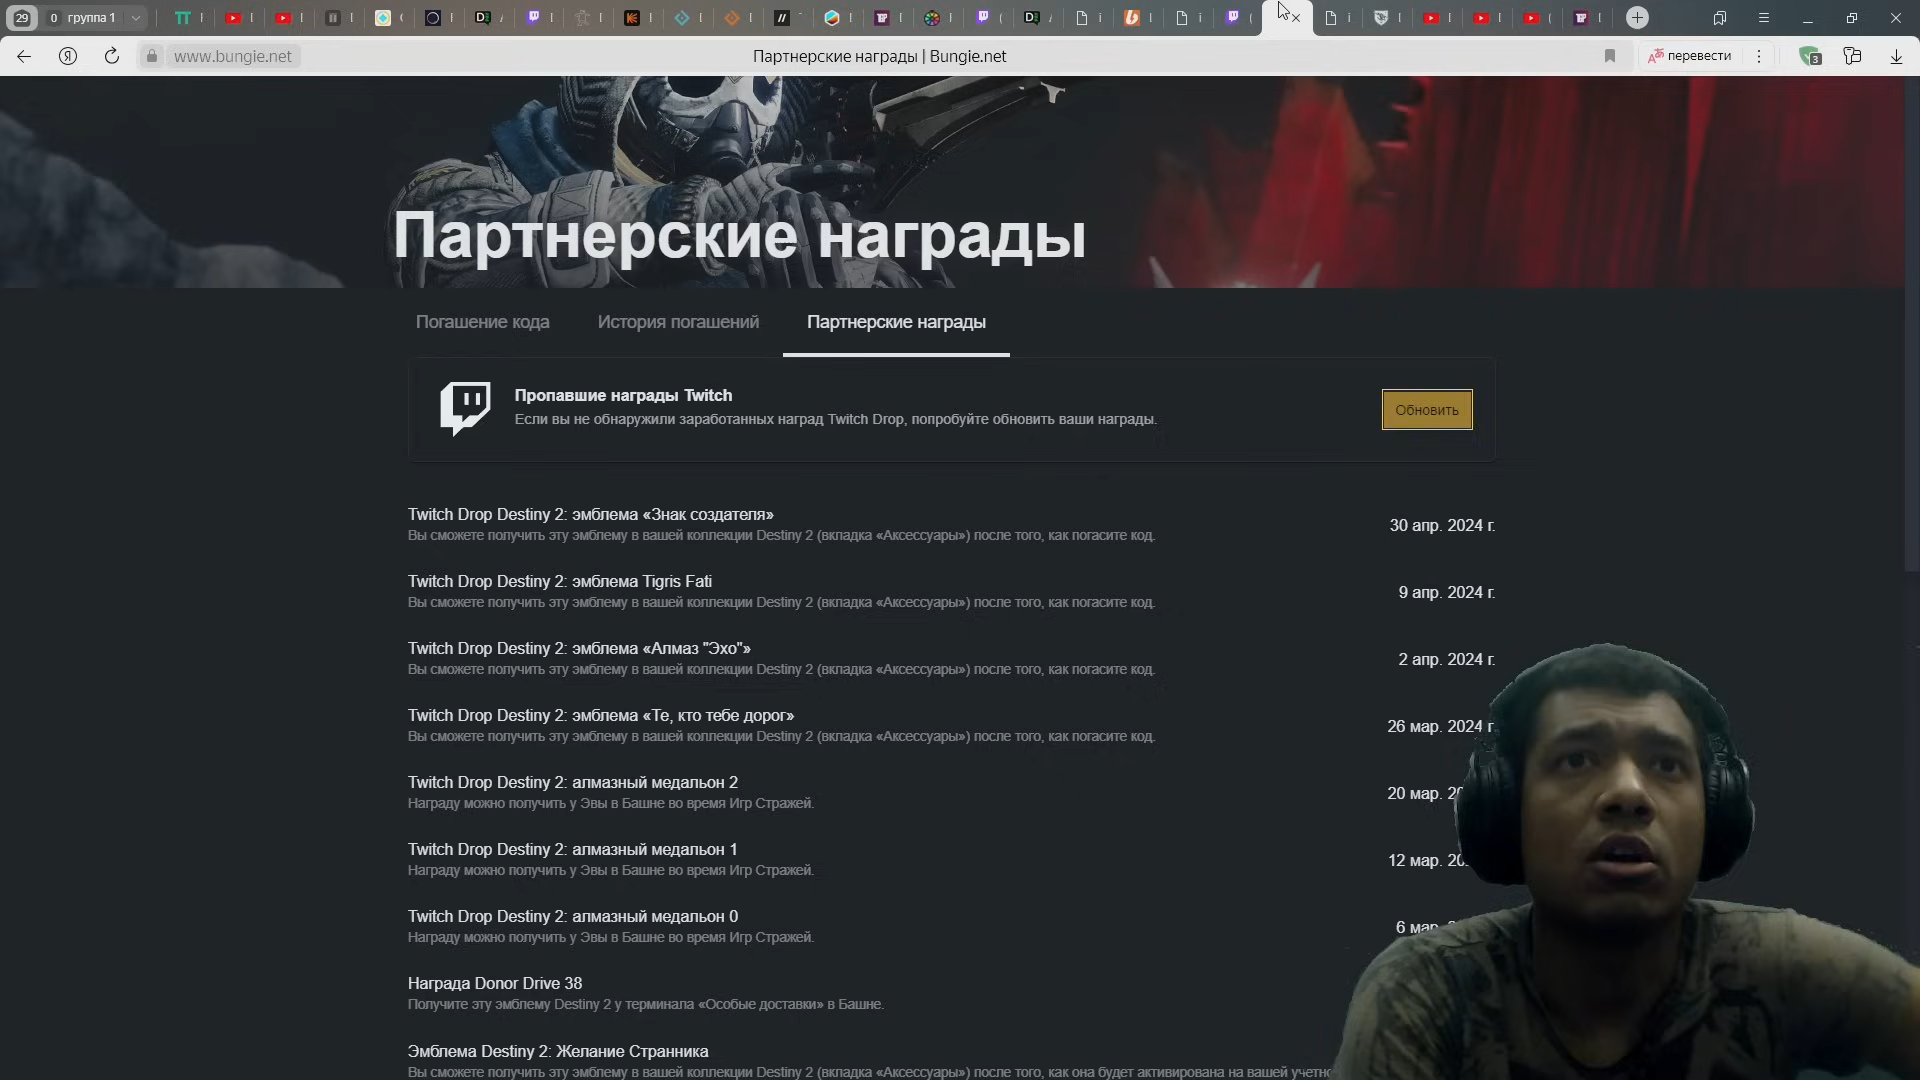 29
0 группа 1
www.bungie.net
Партнерские награды | Bungie.net
перевести
3
Партнерские награды
Погашение кода
История погашений
Партнерские награды
Пропавшие награды Twitch
Если вы не обнаружили заработанных наград Twitch Drop, попробуйте обновить ваши награды.
Обновить
Twitch Drop Destiny 2: эмблема «Знак создателя»
Вы сможете получить эту эмблему в вашей коллекции Destiny 2 (вкладка «Аксессуары») после того, как погасите код.
30 апр. 2024 г.
Twitch Drop Destiny 2: эмблема Tigris Fati
Вы сможете получить эту эмблему в вашей коллекции Destiny 2 (вкладка «Аксессуары») после того, как погасите код.
9 апр. 2024 г.
Twitch Drop Destiny 2: эмблема «Алмаз "Эхо"»
Вы сможете получить эту эмблему в вашей коллекции Destiny 2 (вкладка «Аксессуары») после того, как погасите код.
2 апр. 2024 г.
Twitch Drop Destiny 2: эмблема «Те, кто тебе дорог»
Вы сможете получить эту эмблему в вашей коллекции Destiny 2 (вкладка «Аксессуары») после того, как погасите код.
26 мар. 2024 г.
Twitch Drop Destiny 2: алмазный медальон 2
Награду можно получить у Эвы в Башне во время Игр Стражей.
20 мар.
Twitch Drop Destiny 2: алмазный медальон 1
Награду можно получить у Эвы в Башне во время Игр Стражей.
12 мар.
Twitch Drop Destiny 2: алмазный медальон 0
Награду можно получить у Эвы в Башне во время Игр Стражей.
6 мар.
Награда Donor Drive 38
Получите эту эмблему Destiny 2 у терминала «Особые доставки» в Башне.
Эмблема Destiny 2: Желание Странника
Вы сможете получить эту эмблему в вашей коллекции Destiny 2 (вкладка «Аксессуары») после того, как она будет активирована на вашей